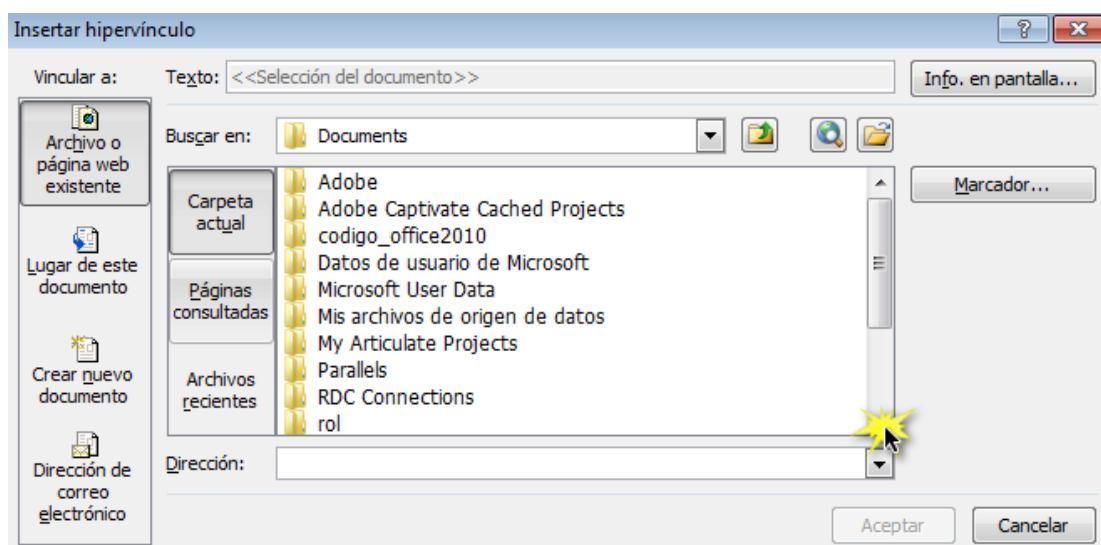 Insertar hipervínculo
Vincular a:
Texto: <<Selección del documento>>
Info. en pantalla...
Archivo o
página web
existente
Lugar de este
documento
Crear nuevo
documento
Dirección de
correo
electrónico
Buscar en:
Documents
Carpeta
actual
Páginas
consultadas
Archivos
recientes
Adobe
Adobe Captivate Cached Projects
codigo_office2010
Datos de usuario de Microsoft
Microsoft User Data
Mis archivos de origen de datos
My Articulate Projects
Parallels
RDC Connections
rol
Marcador...
Dirección:
Aceptar
Cancelar